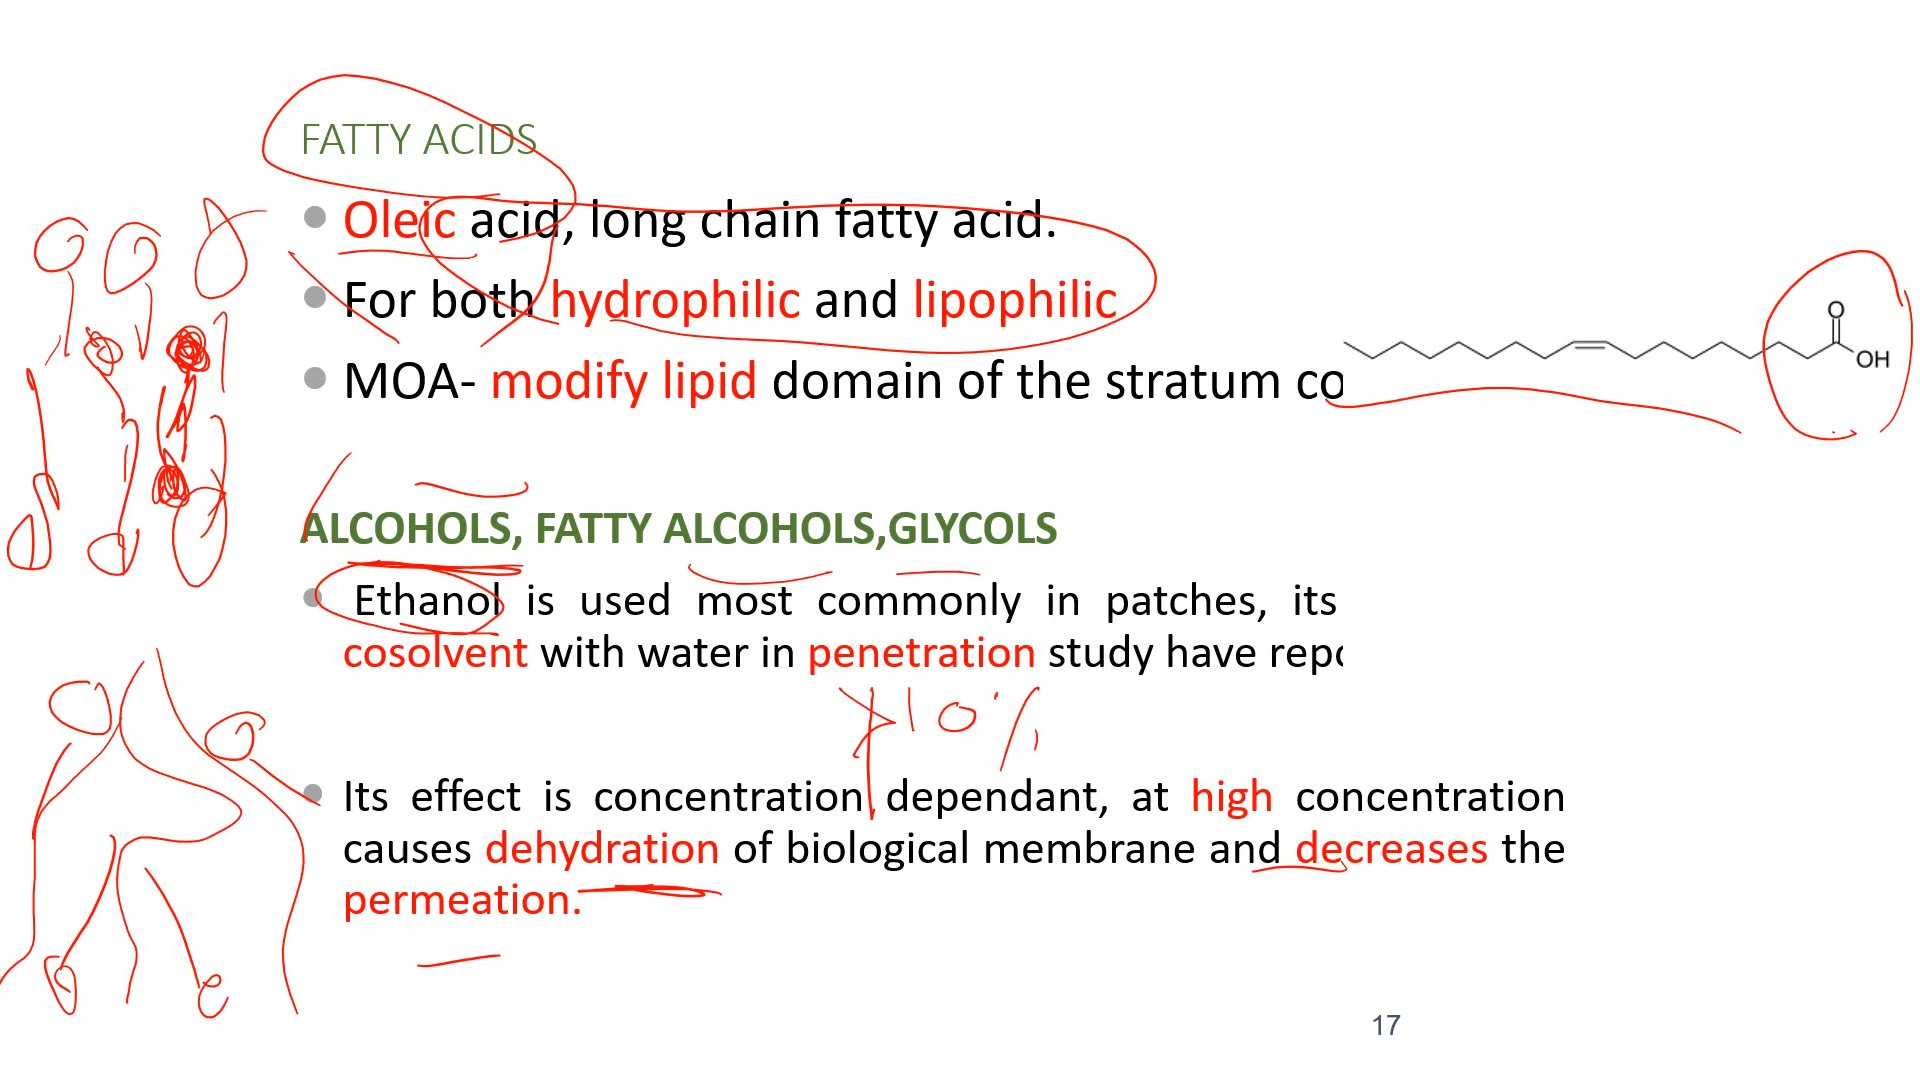 FATTY ACIDS
Oleic acid, long chain fatty acid.
For both hydrophilic and lipophilic
MOA- modify lipid domain of the stratum co
O
OH
ALCOHOLS, FATTY ALCOHOLS,GLYCOLS
Ethanol is used most commonly in patches, its
cosolvent with water in penetration study have repo
10%
Its effect is concentration dependant, at high concentration
causes dehydration of biological membrane and decreases the
permeation.
17